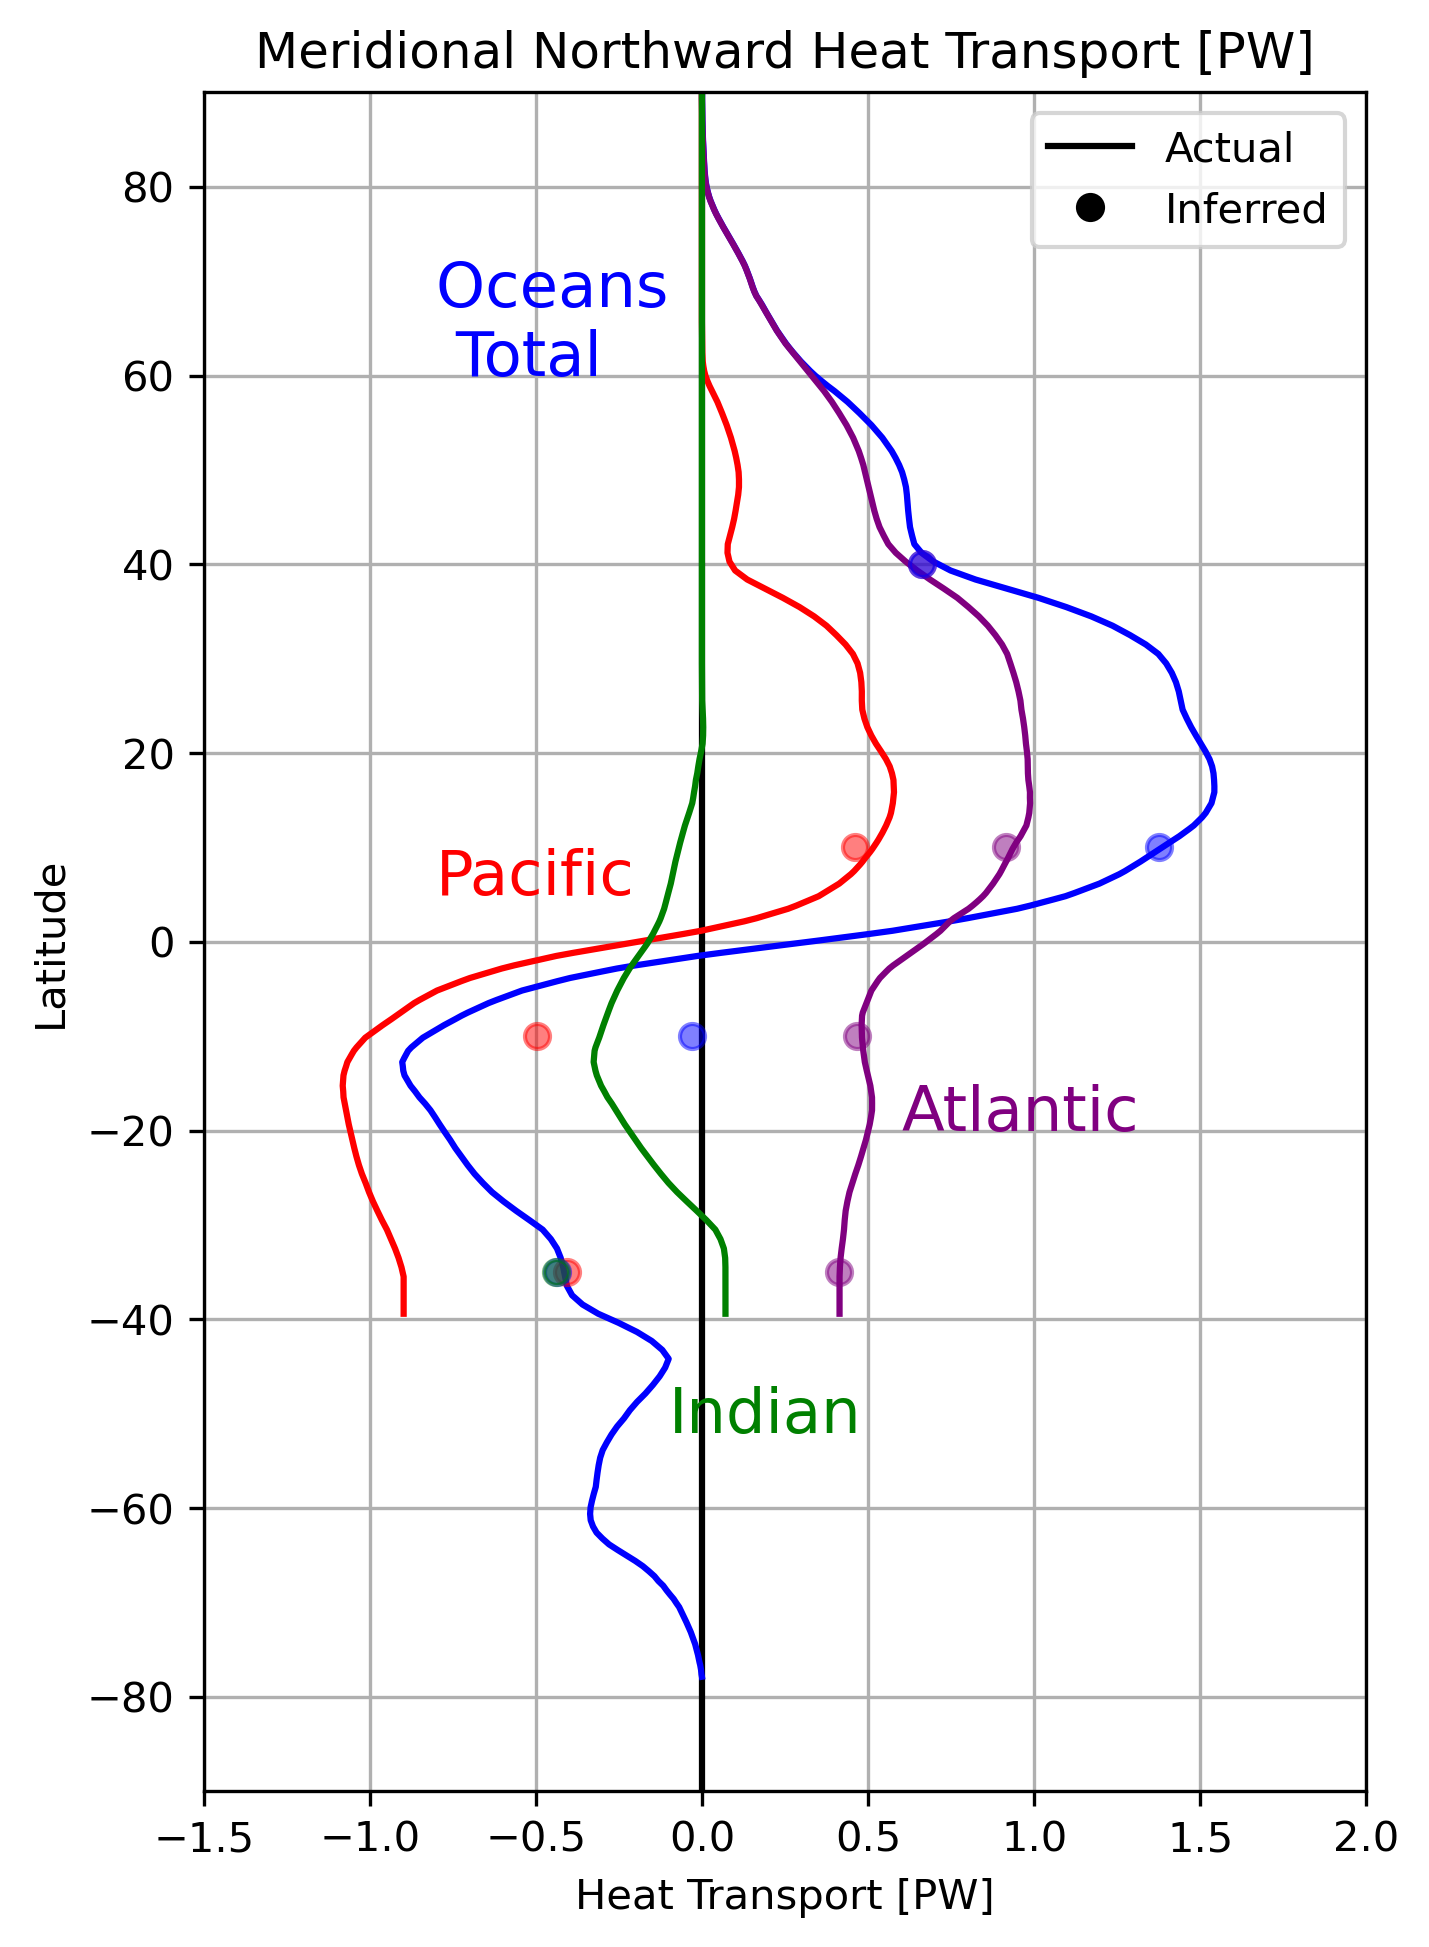 Meridional Northward Heat Transport [PW]
Actual
Inferred
Oceans
Total
Pacific
Atlantic
Indian
Latitude
80
60
40
20
0
−20
−40
−60
−80
−1.5
−1.0
−0.5
0.0
0.5
1.0
1.5
2.0
Heat Transport [PW]